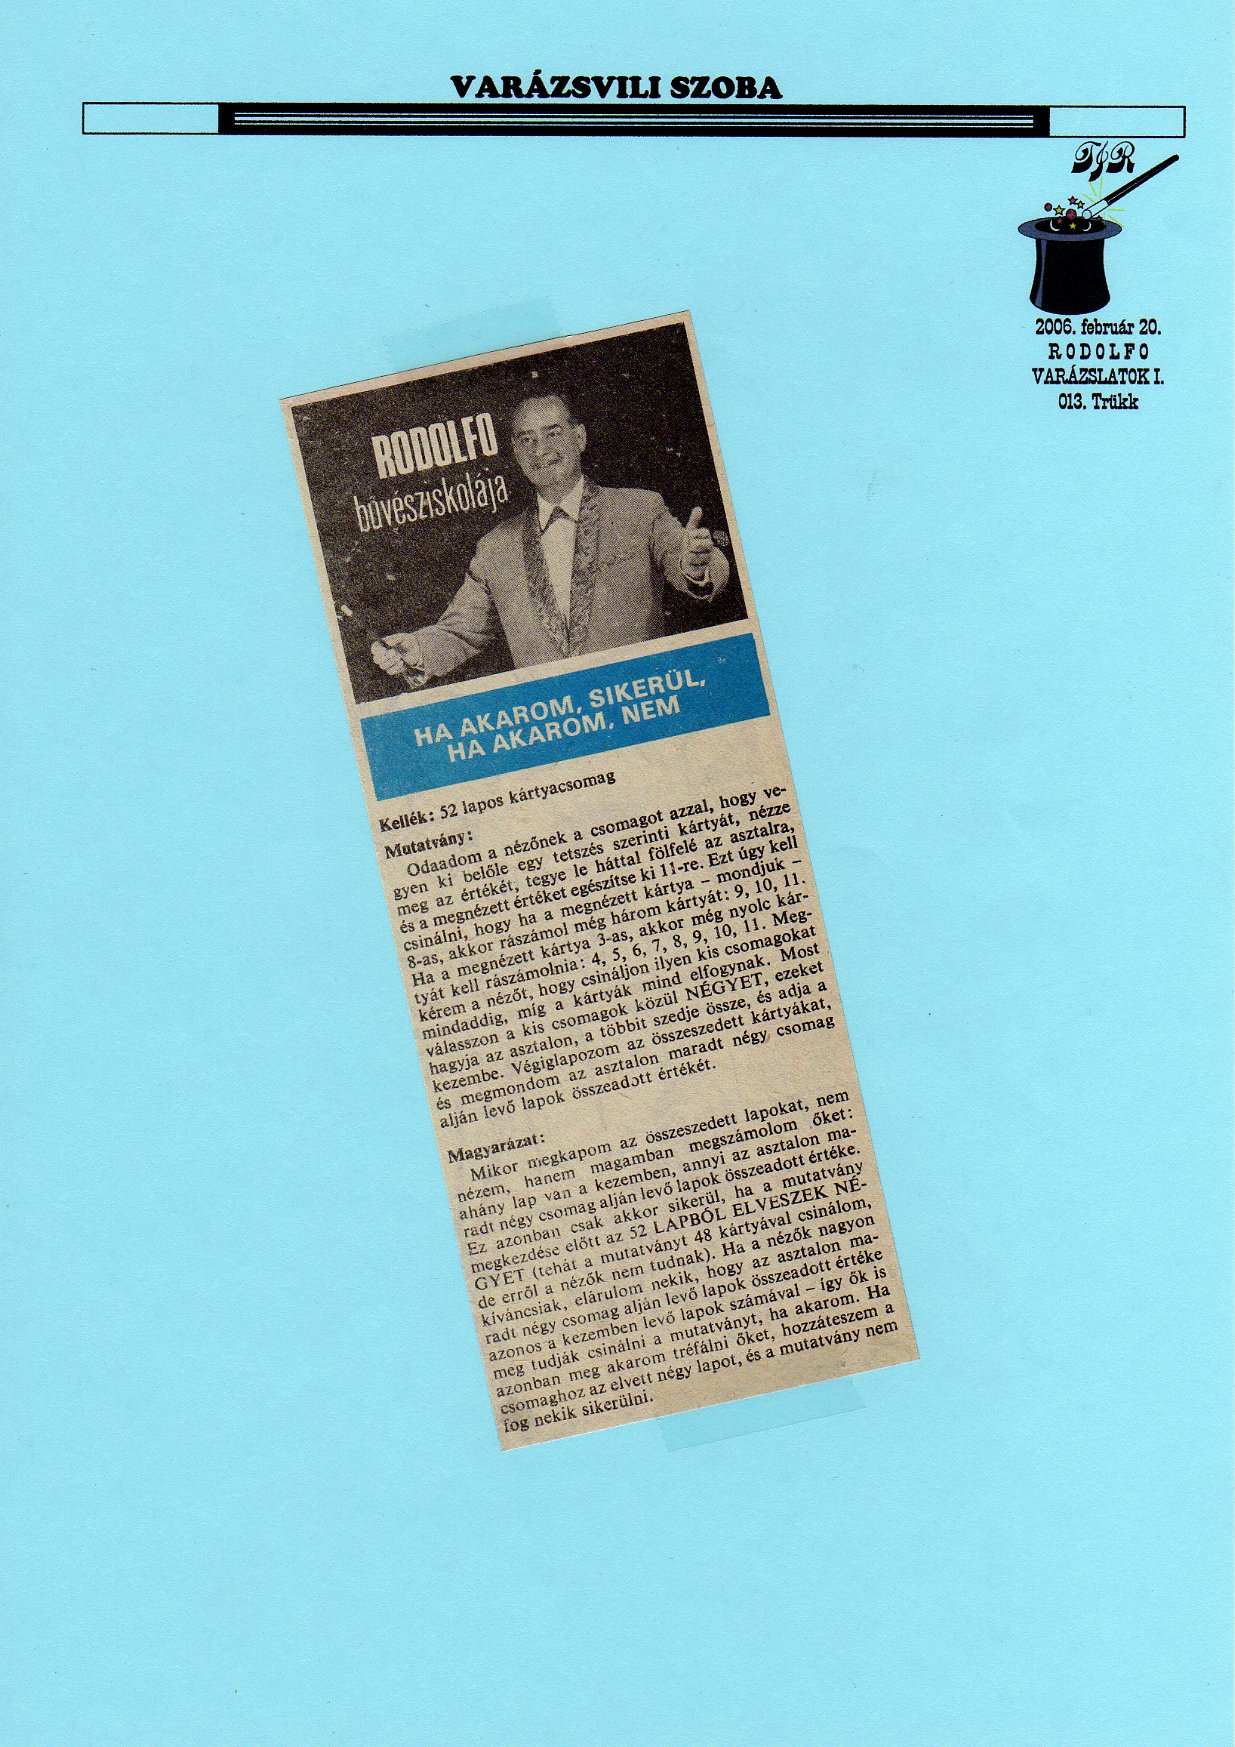 VARÁZSVILI SZOBA
TJR
2006. február 20.
RODOLFO
VARÁZSLATOK I.
013. Trükk
RODOLFO
bűvésziskolája
HA AKAROM, SIKERÜL,
HA AKAROM, NEM
Kellék: 52 lapos kártyacsomag
Mutatvány:
Odaadom a nézőnek a csomagot azzal, hogy ve-
gyen ki belőle egy tetszés szerinti kártyát, nézze
meg az értékét, tegye le háttal fölfelé az asztalra,
és a megnézett értéket egészítse ki 11-re. Ezt úgy kell
csinálni, hogy ha a megnézett kártya – mondjuk –
8-as, akkor rászámol még három kártyát: 9, 10, 11.
Ha a megnézett kártya 3-as, akkor még nyolc kár-
tyát kell rászámolnia: 4, 5, 6, 7, 8, 9, 10, 11. Meg-
kérem a nézőt, hogy csináljon ilyen kis csomagokat
mindaddig, míg a kártyák mind elfogynak. Most
válasszon a kis csomagok közül NÉGYET, ezeket
hagyja az asztalon, a többit szedje össze, és adja a
kezembe. Végiglapozom az összeszedett kártyákat,
és megmondom az asztalon maradt négy csomag
alján levő lapok összeadott értékét.
Magyarázat:
Mikor megkapom az összeszedett lapokat, nem
nézem, hanem magamban megszámolom őket:
ahány lap van a kezemben, annyi az asztalon ma-
radt négy csomag alján levő lapok összeadott értéke.
Ez azonban csak akkor sikerül, ha a mutatvány
megkezdése előtt az 52 LAPBÓL ELVESZEK NÉ-
GYET (tehát a mutatványt 48 kártyával csinálom,
de erről a nézők nem tudnak). Ha a nézők nagyon
kíváncsiak, elárulom nekik, hogy az asztalon ma-
radt négy csomag alján levő lapok összeadott értéke
azonos a kezemben levő lapok számával – így ők is
meg tudják csinálni a mutatványt, ha akarom. Ha
azonban meg akarom tréfálni őket, hozzáteszem a
csomaghoz az elvett négy lapot, és a mutatvány nem
fog nekik sikerülni.